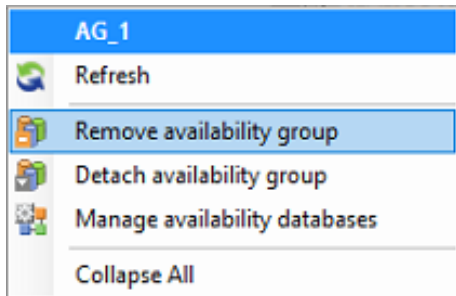 AG_1
Refresh
Remove availability group
Detach availability group
Manage availability databases
Collapse All